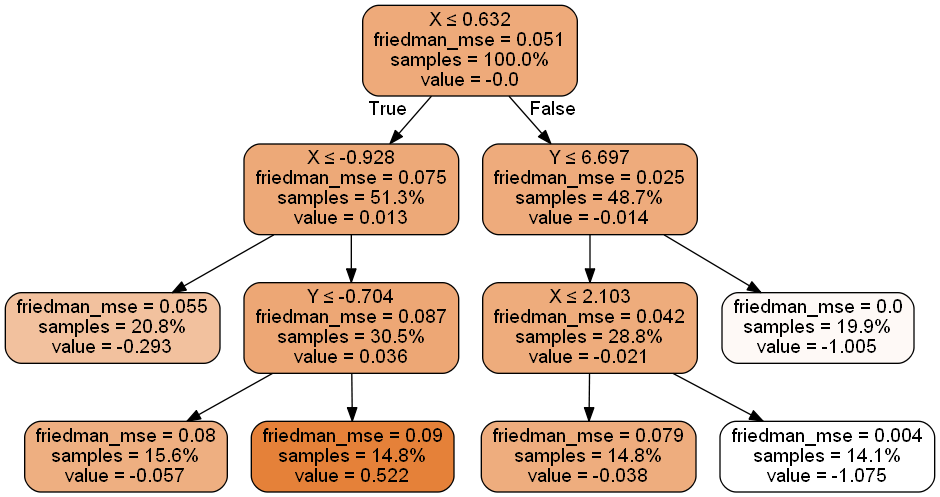 X ≤ 0.632
friedman_mse = 0.051
samples = 100.0%
value = -0.0
True
False
X ≤ -0.928
friedman_mse = 0.075
samples = 51.3%
value = 0.013
Y ≤ 6.697
friedman_mse = 0.025
samples = 48.7%
value = -0.014
friedman_mse = 0.055
samples = 20.8%
value = -0.293
Y ≤ -0.704
friedman_mse = 0.087
samples = 30.5%
value = 0.036
X ≤ 2.103
friedman_mse = 0.042
samples = 28.8%
value = -0.021
friedman_mse = 0.0
samples = 19.9%
value = -1.005
friedman_mse = 0.08
samples = 15.6%
value = -0.057
friedman_mse = 0.09
samples = 14.8%
value = 0.522
friedman_mse = 0.079
samples = 14.8%
value = -0.038
friedman_mse = 0.004
samples = 14.1%
value = -1.075